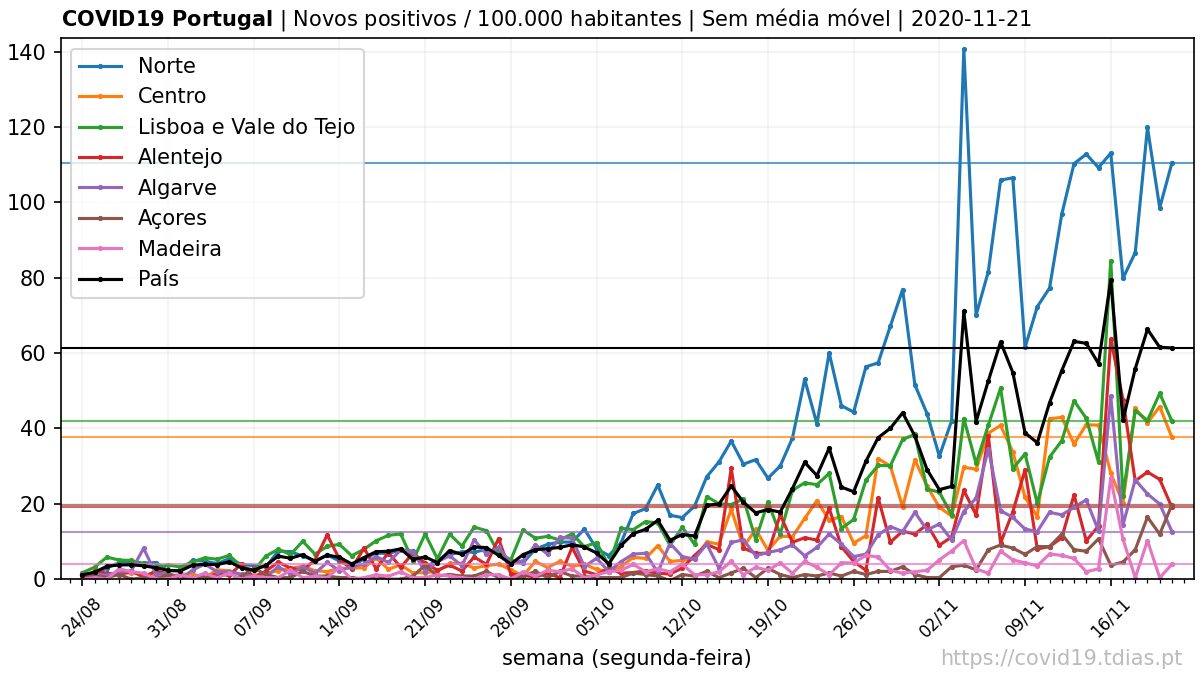 COVID19 Portugal | Novos positivos / 100.000 habitantes | Sem média móvel | 2020-11-21
140
120
100
80
60
40
20
0
Norte
Centro
Lisboa e Vale do Tejo
Alentejo
Algarve
Açores
Madeira
País
24/08
31/08
07/09
14/09
21/09
28/09
05/10
12/10
19/10
26/10
02/11
09/11
16/11
semana (segunda-feira)
https://covid19.tdias.pt